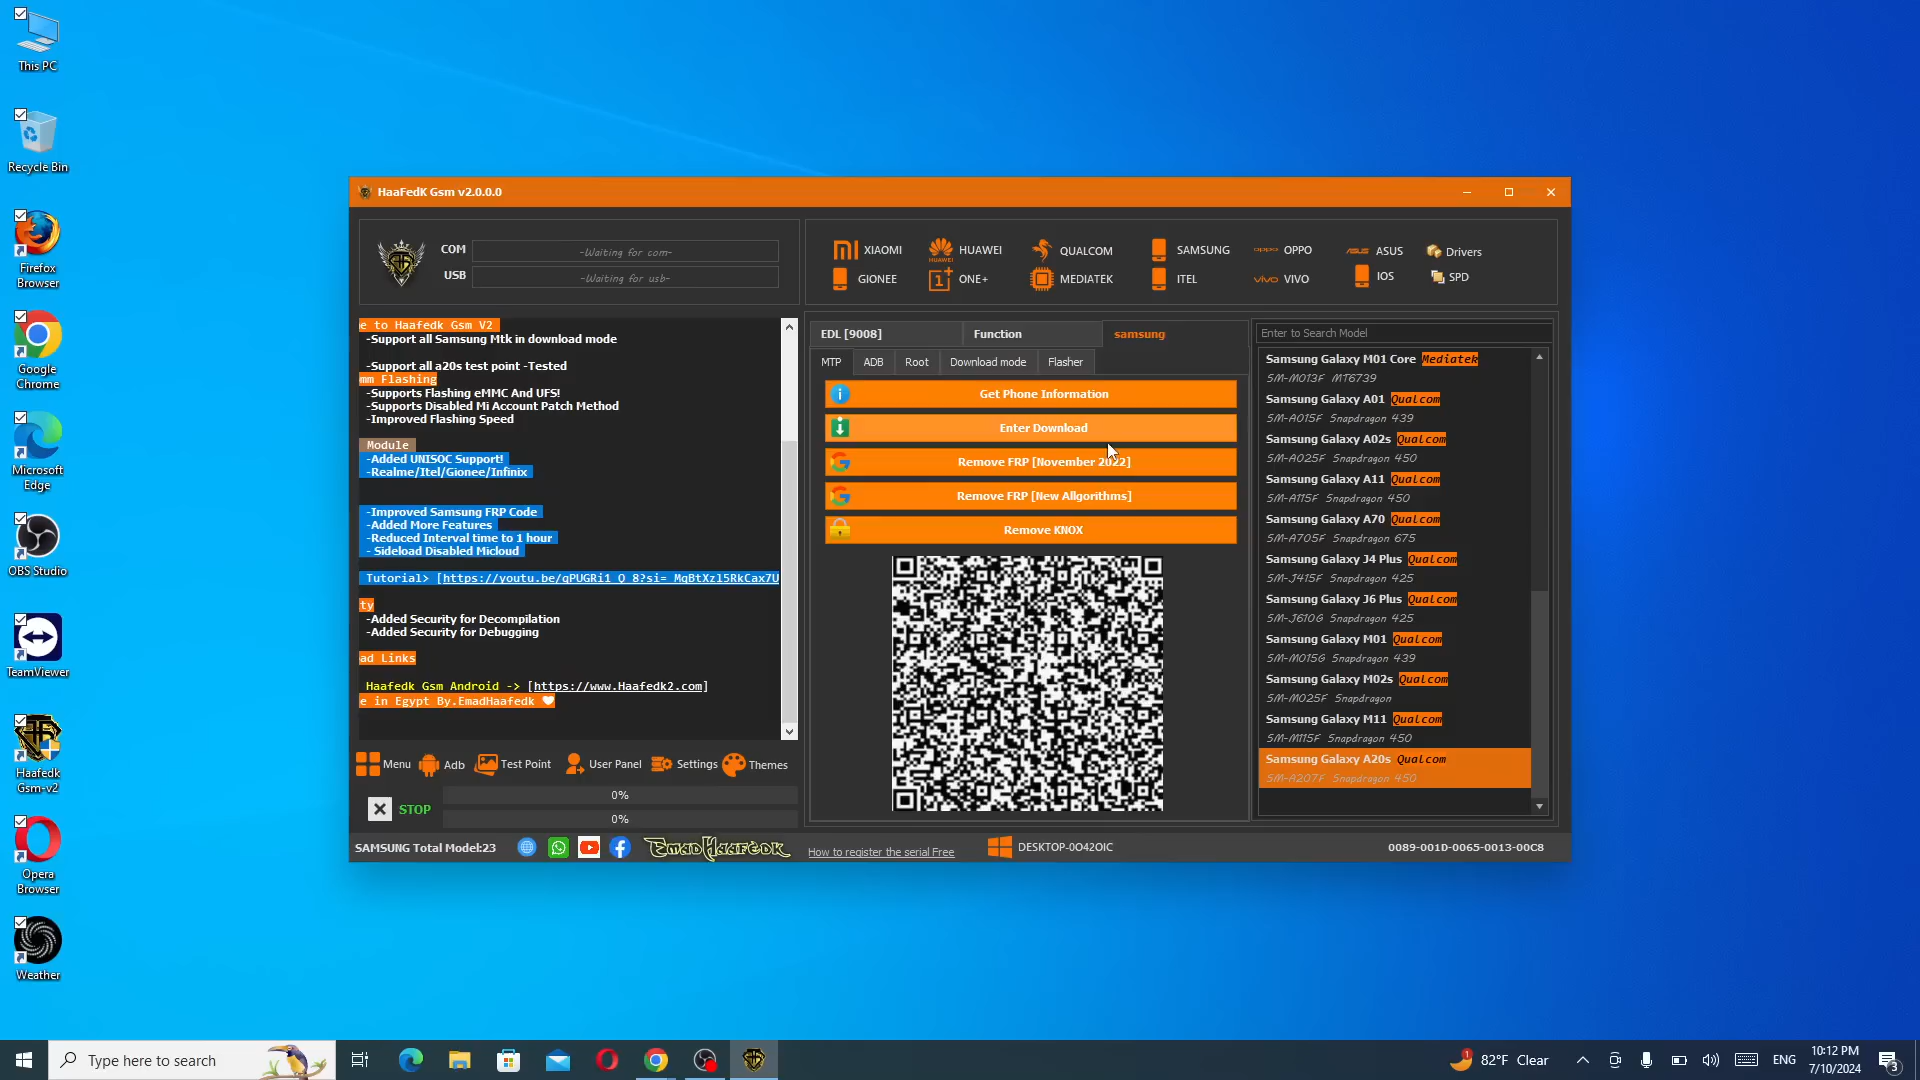 This PC
Recycle Bin
Firefox
Browser
Google
Chrome
Microsoft
Edge
OBS Studio
TeamViewer
Haafedk
Gsm-v2
Opera
Browser
Weather
HaaFedK Gsm v2.0.0.0
COM
-Waiting for com-
USB
-Waiting for usb-
XIAOMI
HUAWEI
QUALCOM
SAMSUNG
OPPO
ASUS
Drivers
GIONEE
ONE+
MEDIATEK
ITEL
VIVO
IOS
SPD
e to Haafedk Gsm V2
-Support all Samsung Mtk in download mode
-Support all a20s test point -Tested
mm Flashing
-Supports Flashing eMMC And UFS!
-Supports Disabled Mi Account Patch Method
-Improved Flashing Speed
Module
-Added UNISOC Support!
-Realme/Itel/Gionee/Infinix
-Improved Samsung FRP Code
-Added More Features
-Reduced Interval time to 1 hour
- Sideload Disabled Micloud
Tutorial> [https://youtu.be/qPUGRi1_Q_8?si=_MqBtXzl5RkCax7U
ty
-Added Security for Decompilation
-Added Security for Debugging
ad Links
Haafedk Gsm Android -> [https://www.Haafedk2.com]
e in Egypt By.EmadHaafedk
Menu
Adb
Test Point
User Panel
Settings
Themes
STOP
0%
0%
EDL [9008]
Function
samsung
MTP
ADB
Root
Download mode
Flasher
Get Phone Information
Enter Download
Remove FRP [November 2022]
Remove FRP [New Allgorithms]
Remove KNOX
Enter to Search Model
Samsung Galaxy M01 Core Mediatek
SM-M013F MT6739
Samsung Galaxy A01 Qualcom
SM-A015F Snapdragon 439
Samsung Galaxy A02s Qualcom
SM-A025F Snapdragon 450
Samsung Galaxy A11 Qualcom
SM-A115F Snapdragon 450
Samsung Galaxy A70 Qualcom
SM-A705F Snapdragon 675
Samsung Galaxy J4 Plus Qualcom
SM-J415F Snapdragon 425
Samsung Galaxy J6 Plus Qualcom
SM-J610G Snapdragon 425
Samsung Galaxy M01 Qualcom
SM-M015G Snapdragon 439
Samsung Galaxy M02s Qualcom
SM-M025F Snapdragon
Samsung Galaxy M11 Qualcom
SM-M115F Snapdragon 450
Samsung Galaxy A20s Qualcom
SM-A207F Snapdragon 450
SAMSUNG Total Model:23
EmadHaafedk
How to register the serial Free
DESKTOP-0O42OIC
0089-001D-0065-0013-00C8
Type here to search
1
82°F Clear
ENG
10:12 PM
7/10/2024
3